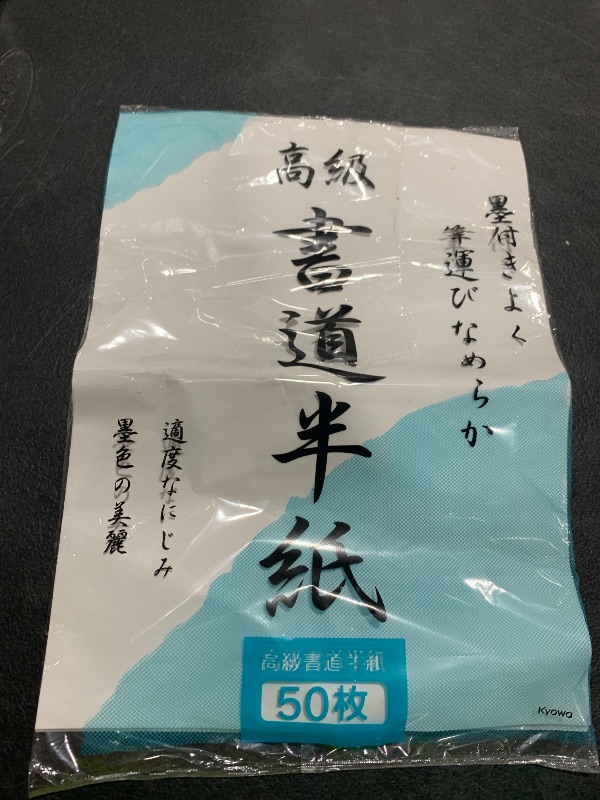 高級
書道半紙
墨付きよく
筆運びなめらか
適度なにじみ
墨色の美麗
高級書道半紙
50枚
Kyowa